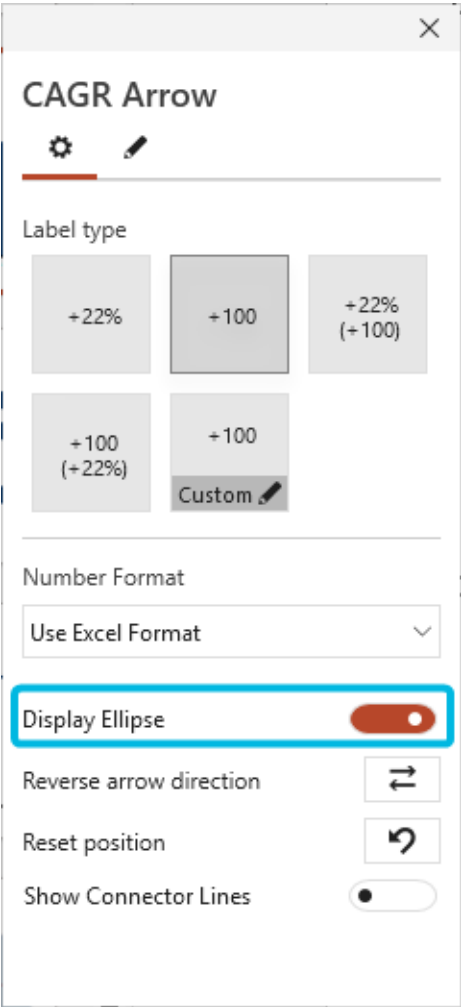 CAGR Arrow
Label type
+22%
+100
+22%
(+100)
+100
(+22%)
+100
Custom
Number Format
Use Excel Format
Display Ellipse
Reverse arrow direction
Reset position
Show Connector Lines